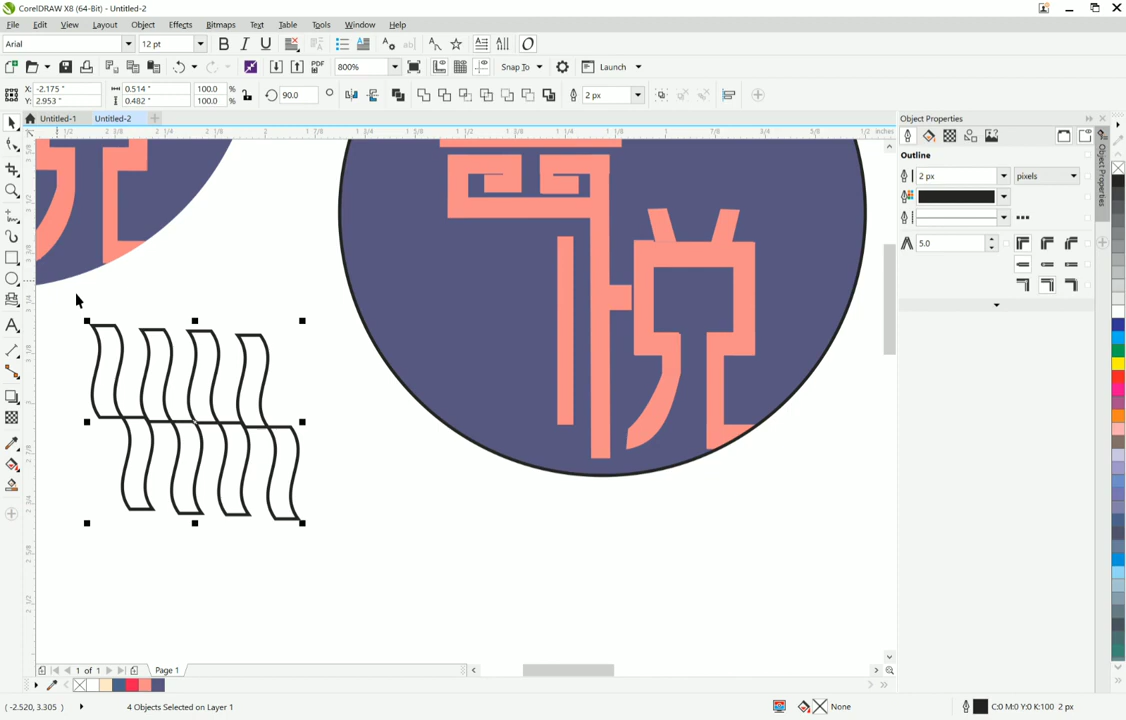 CorelDRAW X8 (64-Bit) - Untitled-2
File Edit View Layout Object Effects Bitmaps Text Table Tools Window Help
Arial 12 pt
800% Snap To Launch
X: -2.175 " 0.514 " 100.0 % 90.0 2 px
Y: 2.953 " 0.482 " 100.0 %
Untitled-1 Untitled-2
Object Properties
inches
Outline
2 px pixels
5.0
Object Properties
悦
1 of 1 Page 1
( -2.520, 3.305 ) 4 Objects Selected on Layer 1 None C:0 M:0 Y:0 K:100 2 px